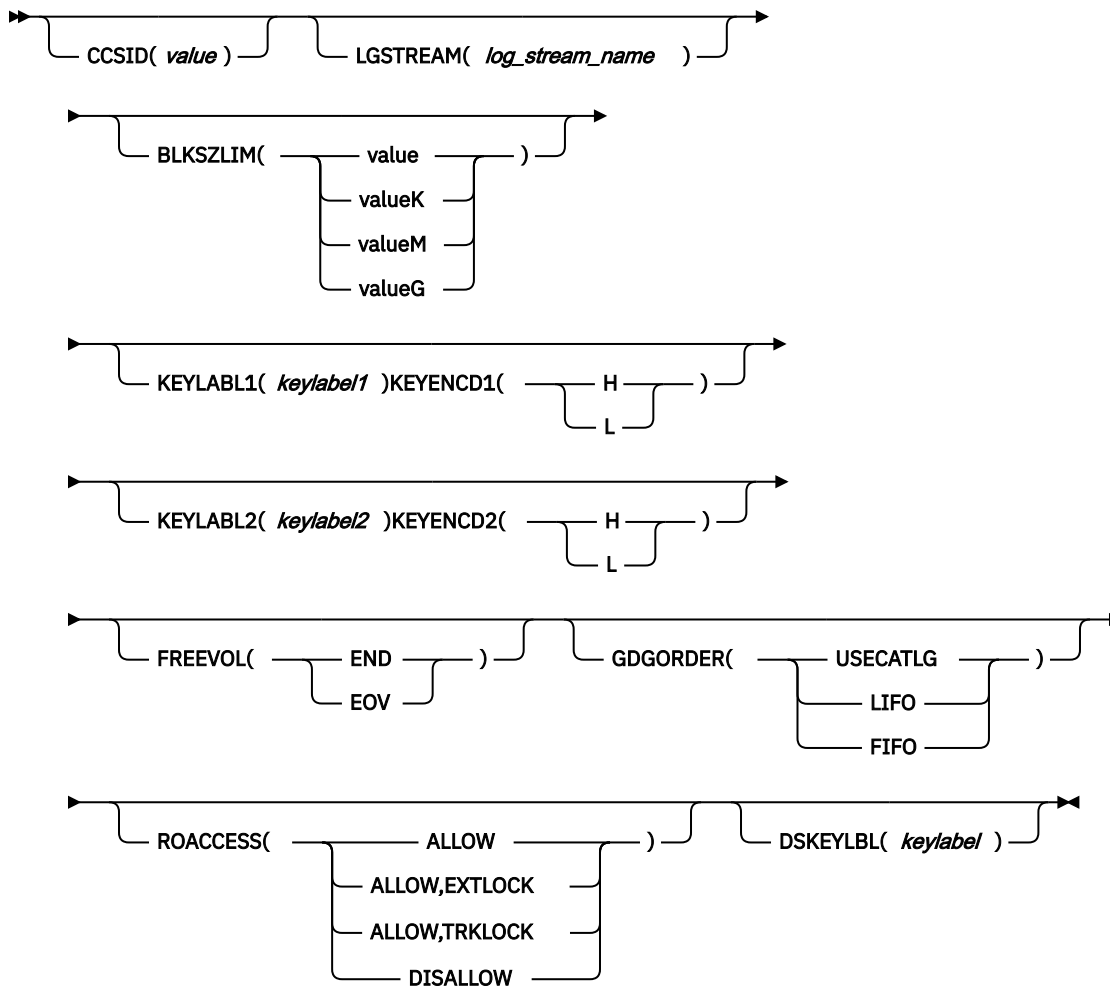 CCSID( value ) LGSTREAM( log_stream_name )
BLKSZLIM( value )
valueK
valueM
valueG
KEYLABL1( keylabel1 )KEYENCD1( H )
L
KEYLABL2( keylabel2 )KEYENCD2( H )
L
FREEVOL( END ) GDGORDER( USECATLG )
EOV LIFO
FIFO
ROACCESS( ALLOW ) DSKEYLBL( keylabel )
ALLOW,EXTLOCK
ALLOW,TRKLOCK
DISALLOW